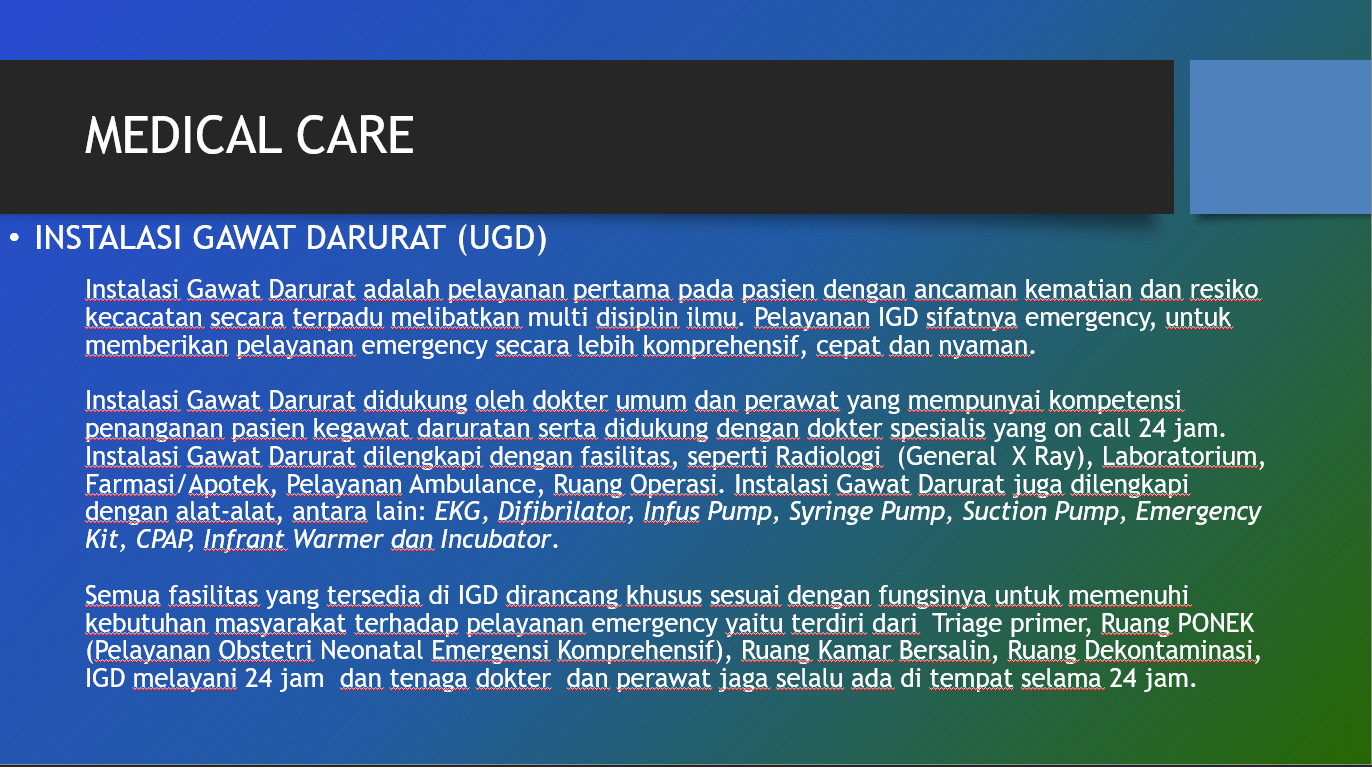 MEDICAL CARE
• INSTALASI GAWAT DARURAT (UGD)
Instalasi Gawat Darurat adalah pelayanan pertama pada pasien dengan ancaman kematian dan resiko
kecacatan secara terpadu melibatkan multi disiplin ilmu. Pelayanan IGD sifatnya emergency, untuk
memberikan pelayanan emergency secara lebih komprehensif, cepat dan nyaman.
Instalasi Gawat Darurat didukung oleh dokter umum dan perawat yang mempunyai kompetensi
penanganan pasien kegawat daruratan serta didukung dengan dokter spesialis yang on call 24 jam.
Instalasi Gawat Darurat dilengkapi dengan fasilitas, seperti Radiologi  (General  X Ray), Laboratorium,
Farmasi/Apotek, Pelayanan Ambulance, Ruang Operasi. Instalasi Gawat Darurat juga dilengkapi
dengan alat-alat, antara lain: EKG, Difibrilator, Infus Pump, Syringe Pump, Suction Pump, Emergency
Kit, CPAP, Infrant Warmer dan Incubator.
Semua fasilitas yang tersedia di IGD dirancang khusus sesuai dengan fungsinya untuk memenuhi
kebutuhan masyarakat terhadap pelayanan emergency yaitu terdiri dari  Triage primer, Ruang PONEK
(Pelayanan Obstetri Neonatal Emergensi Komprehensif), Ruang Kamar Bersalin, Ruang Dekontaminasi,
IGD melayani 24 jam  dan tenaga dokter  dan perawat jaga selalu ada di tempat selama 24 jam.